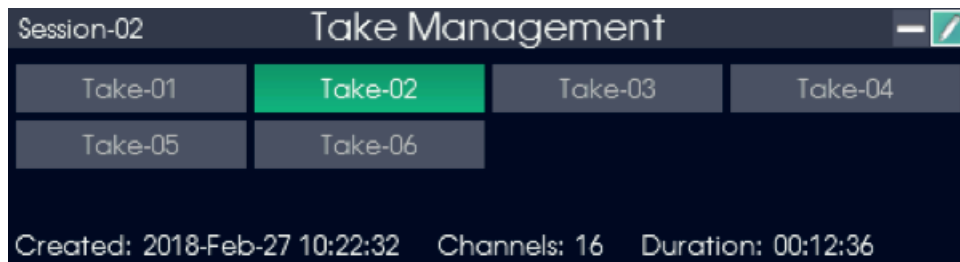 Session-02 Take Management
Take-01 Take-02 Take-03 Take-04
Take-05 Take-06
Created: 2018-Feb-27 10:22:32 Channels: 16 Duration: 00:12:36